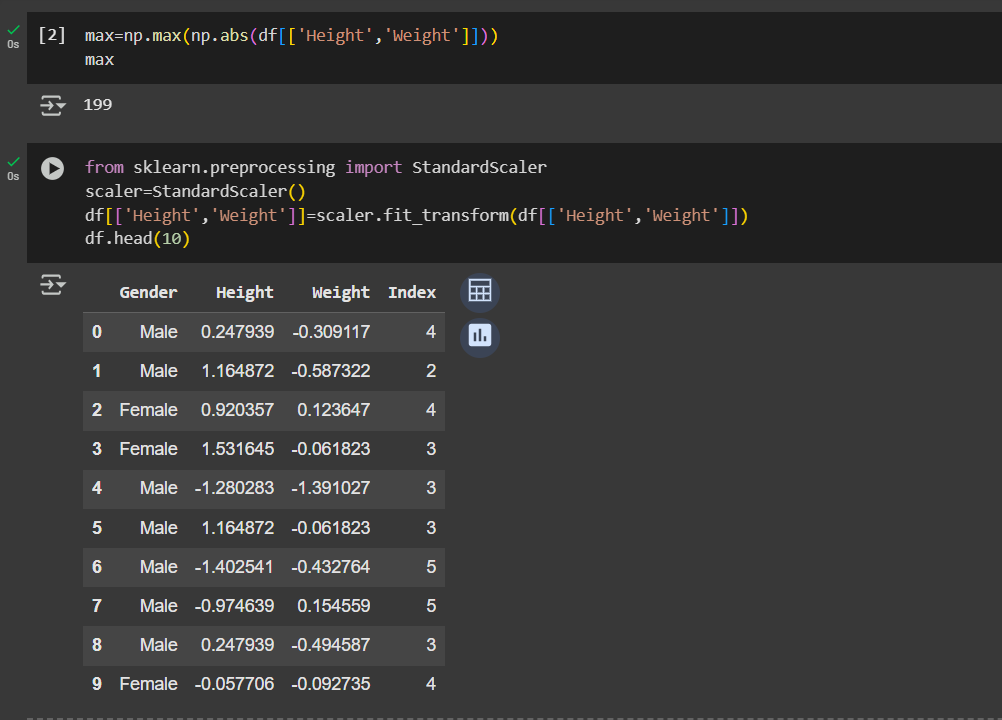 [2] max=np.max(np.abs(df[['Height','Weight']]))
max
0s
199
from sklearn.preprocessing import StandardScaler
0s
scaler=StandardScaler()
df[['Height','Weight']]=scaler.fit_transform(df[['Height','Weight']])
df.head(10)
Gender Height Weight Index
0 Male 0.247939 -0.309117 4
1 Male 1.164872 -0.587322 2
2 Female 0.920357 0.123647 4
3 Female 1.531645 -0.061823 3
4 Male -1.280283 -1.391027 3
5 Male 1.164872 -0.061823 3
6 Male -1.402541 -0.432764 5
7 Male -0.974639 0.154559 5
8 Male 0.247939 -0.494587 3
9 Female -0.057706 -0.092735 4